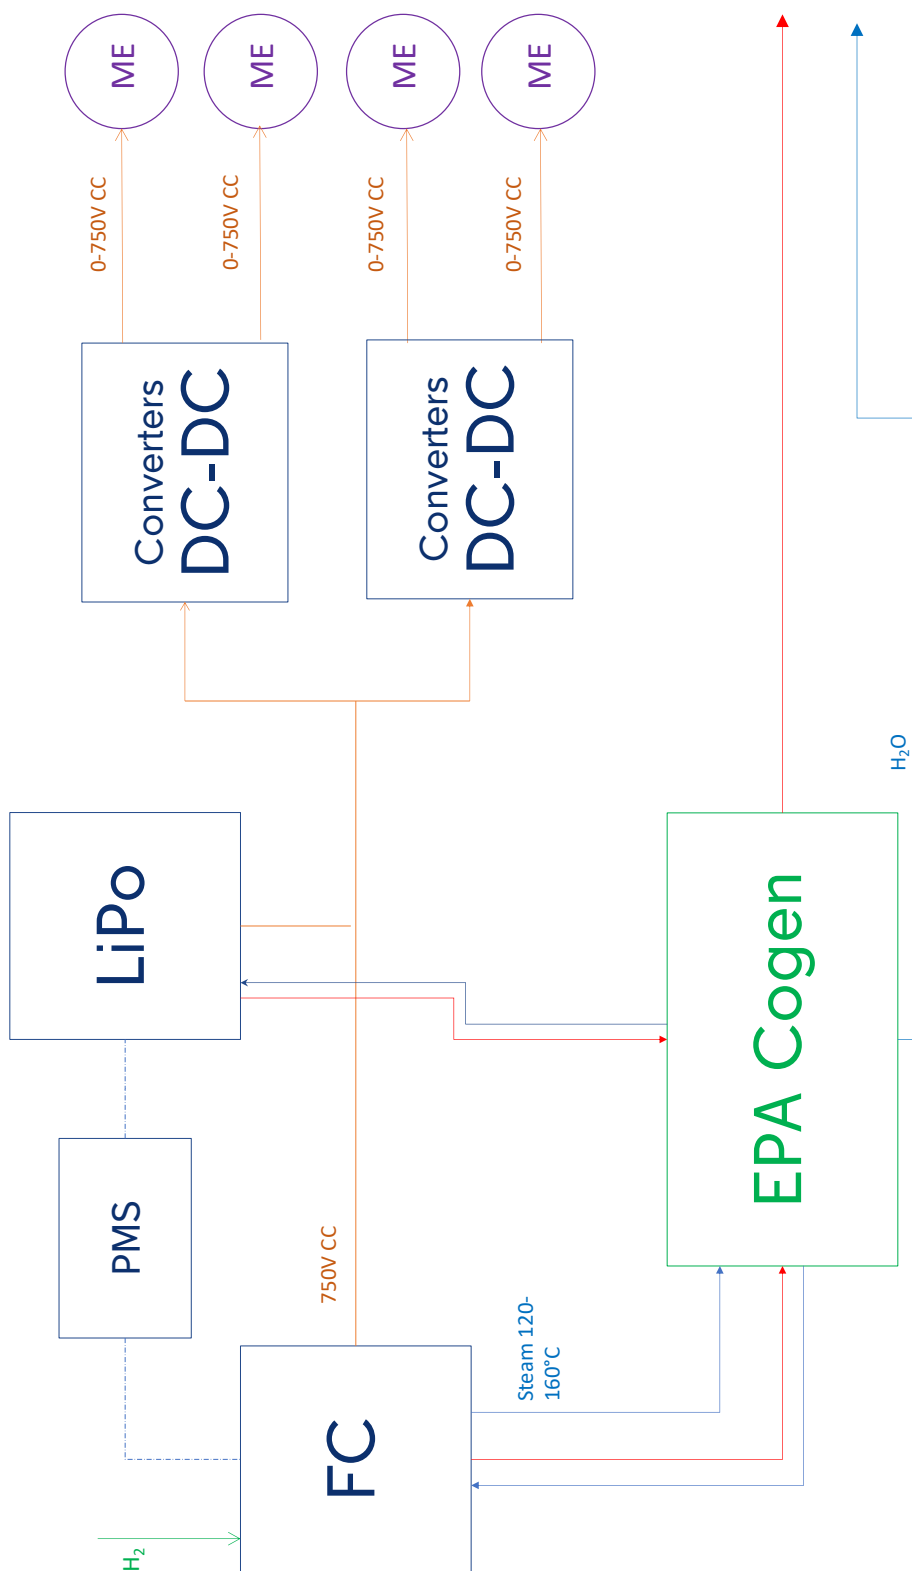 H₂
FC
PMS
LiPo
750V CC
Steam 120-
160°C
EPA Cogen
H₂O
Converters
DC-DC
Converters
DC-DC
0-750V CC
0-750V CC
0-750V CC
0-750V CC
ME
ME
ME
ME